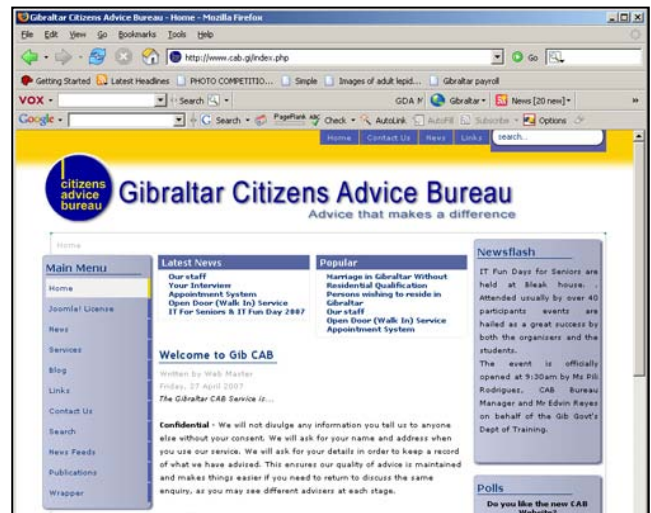 Gibraltar Citizens Advice Bureau - Home - Mozilla Firefox
File Edit View Go Bookmarks Tools Help
http://www.cab.gi/index.php Go
Getting Started Latest Headlines PHOTO COMPETITIO... Simple Images of adult lepid... Gibraltar payroll
VOX Search GDA M Gibraltar News [20 new]
Google Search PageRank ABC Check AutoLink AutoFill Subscribe Options
Home Contact Us News Links search...
citizens
advice
bureau
Gibraltar Citizens Advice Bureau
Advice that makes a difference
Home
Main Menu
Home
Joomla! License
News
Services
Blog
Links
Contact Us
Search
News Feeds
Publications
Wrapper
Latest News
Our staff
Your Interview
Appointment System
Open Door (Walk In) Service
IT For Seniors & IT Fun Day 2007
Popular
Marriage in Gibraltar Without
Residential Qualification
Persons wishing to reside in
Gibraltar
Our staff
Open Door (Walk In) Service
Appointment System
Welcome to Gib CAB
Written by Web Master
Friday, 27 April 2007
The Gibraltar CAB Service is...
Confidential - We will not divulge any information you tell us to anyone
else without your consent. We will ask for your name and address when
you use our service. We will ask for your details in order to keep a record
of what we have advised. This ensures our quality of advice is maintained
and makes things easier if you need to return to discuss the same
enquiry, as you may see different advisers at each stage.
Newsflash
IT Fun Days for Seniors are
held at Bleak house. .
Attended usually by over 40
participants events are
hailed as a great success by
both the organisers and the
students.
The event is officially
opened at 9:30am by Ms Pili
Rodriguez, CAB Bureau
Manager and Mr Edwin Reyes
on behalf of the Gib Govt's
Dept of Training.
Polls
Do you like the new CAB
Website?